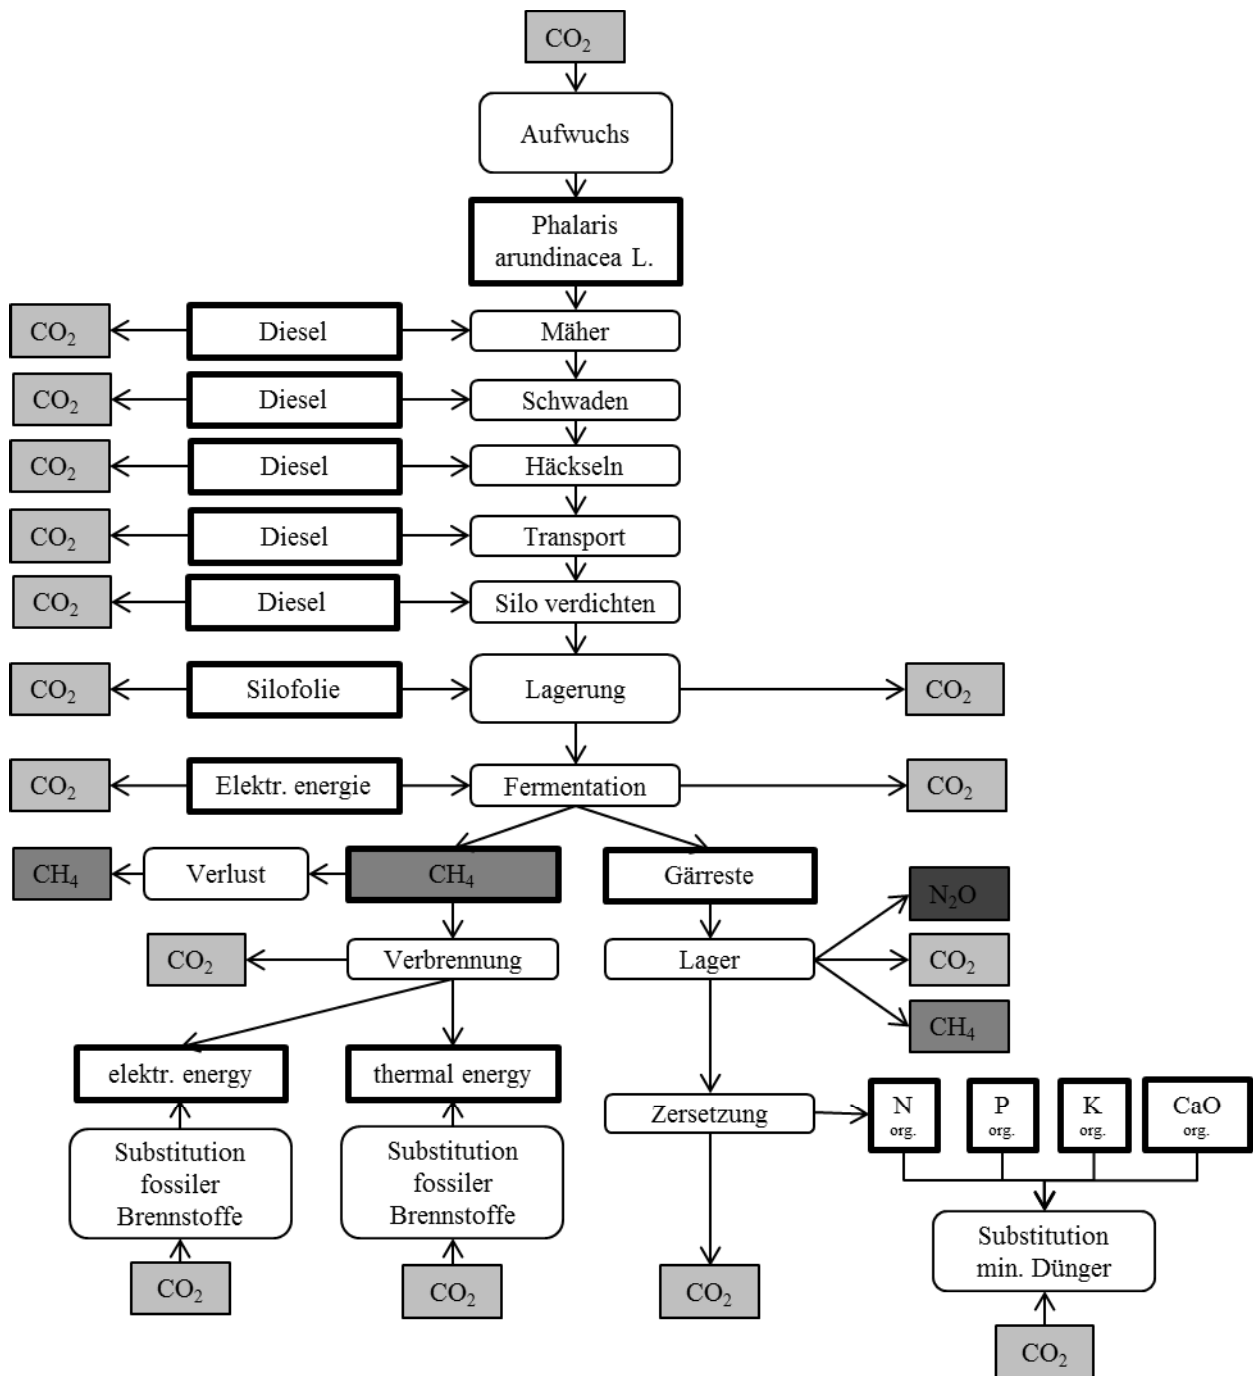 CO₂
Aufwuchs
Phalaris
arundinacea L.
CO₂ Diesel Mäher
CO₂ Diesel Schwaden
CO₂ Diesel Häckseln
CO₂ Diesel Transport
CO₂ Diesel Silo verdichten
CO₂ Silofolie Lagerung CO₂
CO₂ Elektr. energie Fermentation CO₂
CH₄ Verlust CH₄ Gärreste
N₂O
CO₂ Verbrennung Lager CO₂
CH₄
elektr. energy thermal energy
Zersetzung
N P K CaO
org. org. org. org.
Substitution
fossiler
Brennstoffe
Substitution
fossiler
Brennstoffe
Substitution
min. Dünger
CO₂ CO₂ CO₂
CO₂